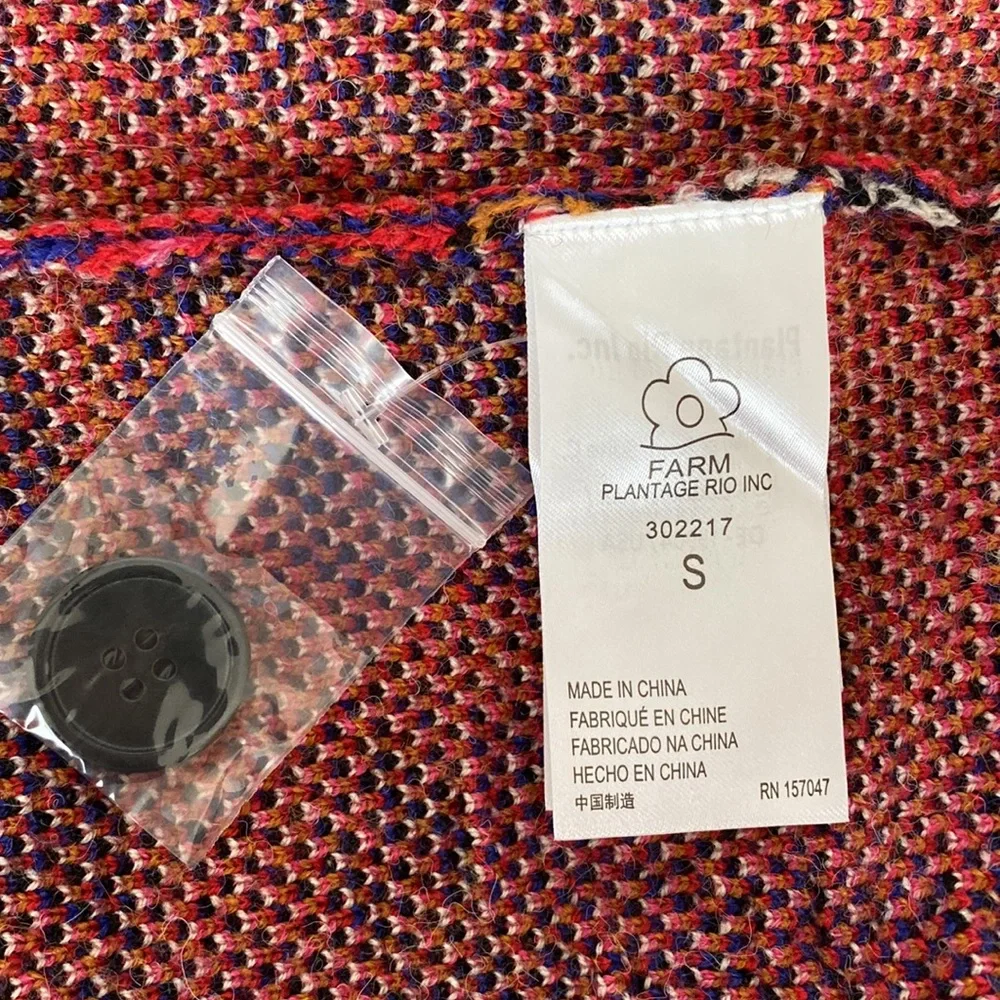 FARM
PLANTAGE RIO INC
302217
S
MADE IN CHINA
FABRIQUÉ EN CHINE
FABRICADO NA CHINA
HECHO EN CHINA
中国制造
RN 157047